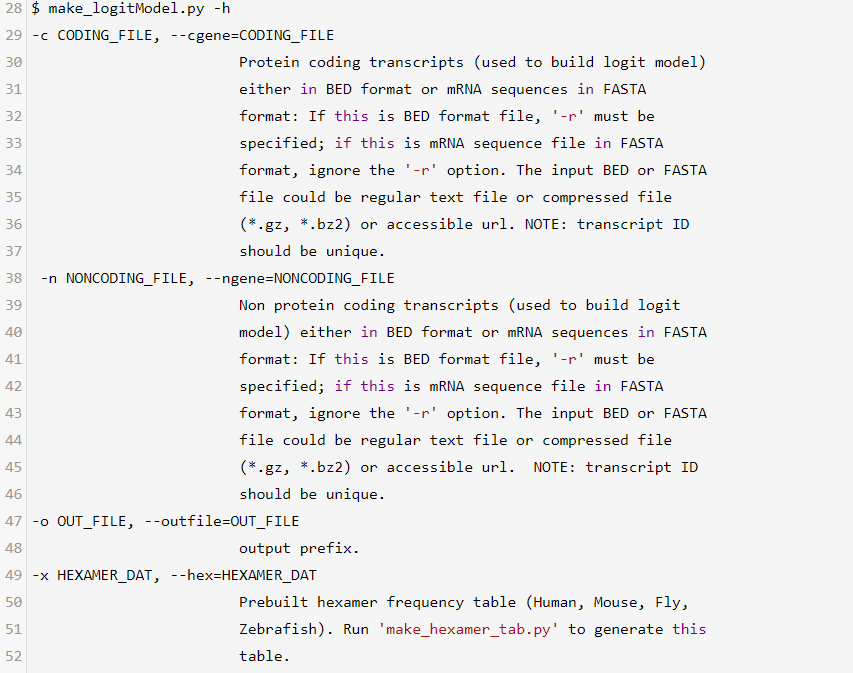 28 $ make_logitModel.py -h
29 -c CODING_FILE, --cgene=CODING_FILE
30 Protein coding transcripts (used to build logit model)
31 either in BED format or mRNA sequences in FASTA
32 format: If this is BED format file, '-r' must be
33 specified; if this is mRNA sequence file in FASTA
34 format, ignore the '-r' option. The input BED or FASTA
35 file could be regular text file or compressed file
36 (*.gz, *.bz2) or accessible url. NOTE: transcript ID
37 should be unique.
38 -n NONCODING_FILE, --ngene=NONCODING_FILE
39 Non protein coding transcripts (used to build logit
40 model) either in BED format or mRNA sequences in FASTA
41 format: If this is BED format file, '-r' must be
42 specified; if this is mRNA sequence file in FASTA
43 format, ignore the '-r' option. The input BED or FASTA
44 file could be regular text file or compressed file
45 (*.gz, *.bz2) or accessible url.  NOTE: transcript ID
46 should be unique.
47 -o OUT_FILE, --outfile=OUT_FILE
48 output prefix.
49 -x HEXAMER_DAT, --hex=HEXAMER_DAT
50 Prebuilt hexamer frequency table (Human, Mouse, Fly,
51 Zebrafish). Run 'make_hexamer_tab.py' to generate this
52 table.